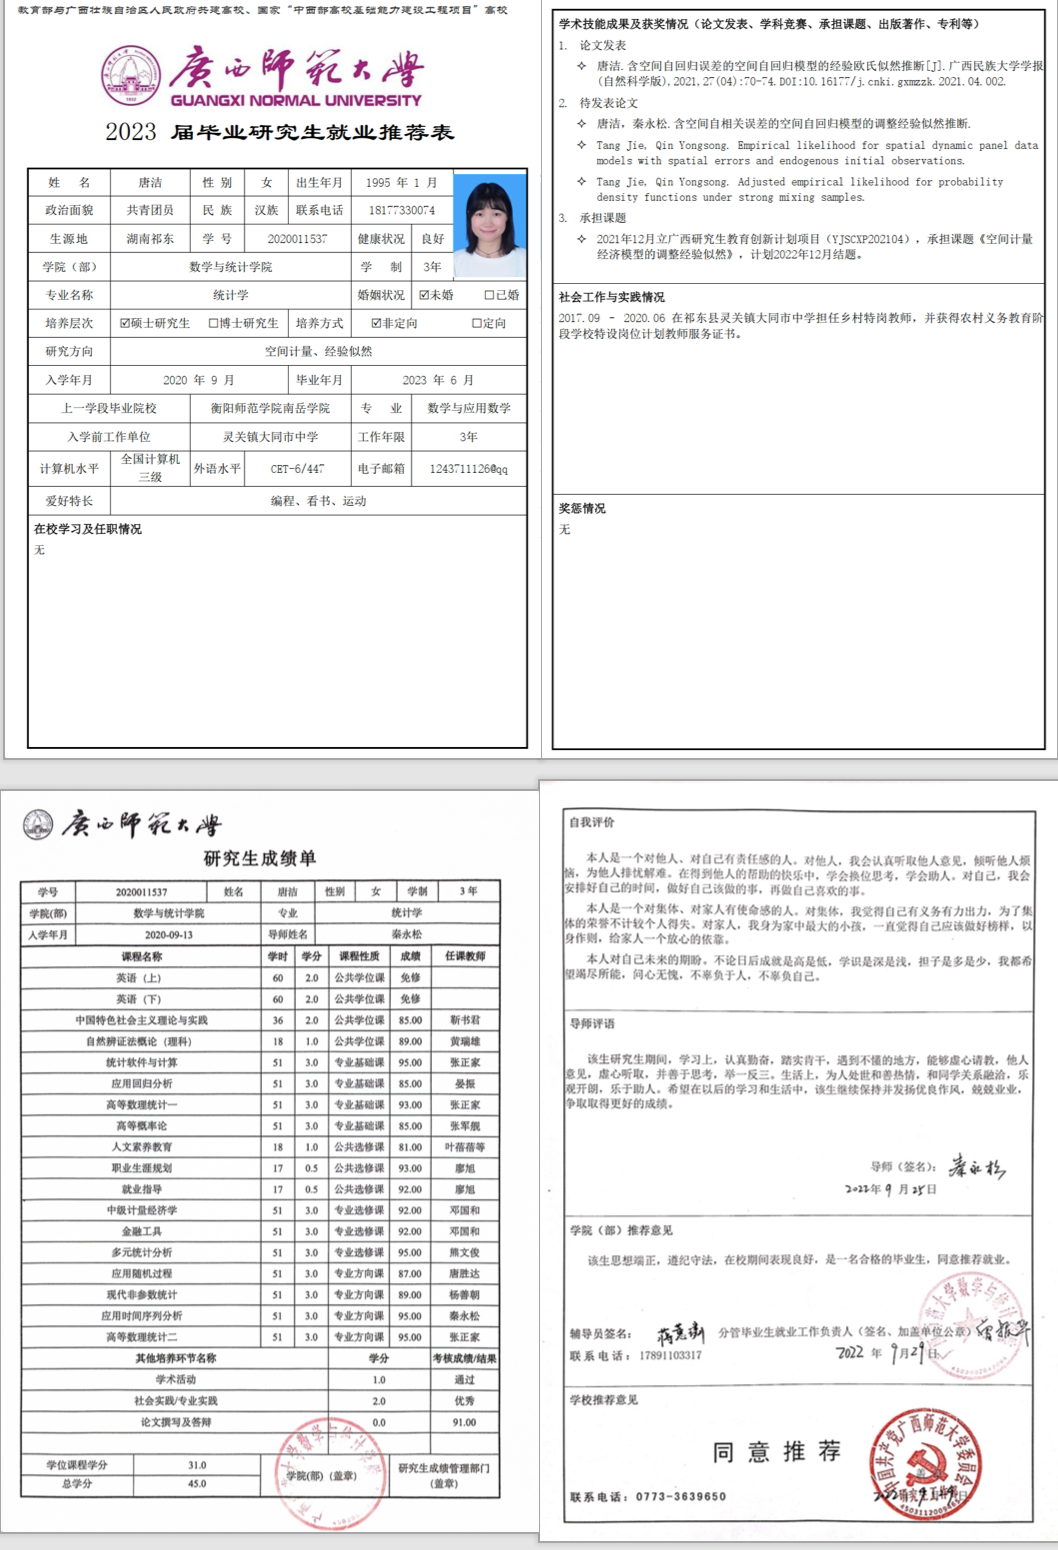 教育部与广西壮族自治区人民政府共建高校、国家“中西部高校基础能力建设工程项目”高校
廣西師範大學
GUANGXI NORMAL UNIVERSITY
2023 届毕业研究生就业推荐表
姓 名 唐洁 性 别 女 出生年月 1995 年 1 月
政治面貌 共青团员 民 族 汉族 联系电话 18177330074
生源地 湖南祁东 学 号 2020011537 健康状况 良好
学院（部） 数学与统计学院 学 制 3年
专业名称 统计学 婚姻状况 ☑未婚 ☐已婚
培养层次 ☑硕士研究生 ☐博士研究生 培养方式 ☑非定向 ☐定向
研究方向 空间计量、经验似然
入学年月 2020 年 9 月 毕业年月 2023 年 6 月
上一学段毕业院校 衡阳师范学院南岳学院 专 业 数学与应用数学
入学前工作单位 灵关镇大同市中学 工作年限 3年
计算机水平 全国计算机三级 外语水平 CET-6/447 电子邮箱 1243711126@qq
爱好特长 编程、看书、运动
在校学习及任职情况
无
学术技能成果及获奖情况（论文发表、学科竞赛、承担课题、出版著作、专利等）
1. 论文发表
✧ 唐洁.含空间自回归误差的空间自回归模型的经验欧氏似然推断[J].广西民族大学学报
(自然科学版),2021,27(04):70-74.DOI:10.16177/j.cnki.gxmzzk.2021.04.002.
2. 待发表论文
✧ 唐洁，秦永松.含空间自相关误差的空间自回归模型的调整经验似然推断.
✧ Tang Jie, Qin Yongsong. Empirical likelihood for spatial dynamic panel data
models with spatial errors and endogenous initial observations.
✧ Tang Jie, Qin Yongsong. Adjusted empirical likelihood for probability
density functions under strong mixing samples.
3. 承担课题
✧ 2021年12月立广西研究生教育创新计划项目（YJSCXP202104），承担课题《空间计量
经济模型的调整经验似然》，计划2022年12月结题。
社会工作与实践情况
2017.09 – 2020.06 在祁东县灵关镇大同市中学担任乡村特岗教师，并获得农村义务教育阶
段学校特设岗位计划教师服务证书。
奖惩情况
无
廣西師範大學
研究生成绩单
学号 2020011537 姓名 唐洁 性别 女 学制 3 年
学院(部) 数学与统计学院 专业 统计学
入学年月 2020-09-13 导师姓名 秦永松
课程名称 学时 学分 课程性质 成绩 任课教师
英语（上） 60 2.0 公共学位课 免修
英语（下） 60 2.0 公共学位课 免修
中国特色社会主义理论与实践 36 2.0 公共学位课 85.00 靳书君
自然辨证法概论（理科） 18 1.0 公共学位课 89.00 黄瑞雄
统计软件与计算 51 3.0 专业基础课 95.00 张正家
应用回归分析 51 3.0 专业基础课 85.00 晏振
高等数理统计一 51 3.0 专业基础课 93.00 张正家
高等概率论 51 3.0 专业基础课 85.00 张军舰
人文素养教育 18 1.0 公共选修课 81.00 叶蓓蓓等
职业生涯规划 17 0.5 公共选修课 93.00 廖旭
就业指导 17 0.5 公共选修课 92.00 廖旭
中级计量经济学 51 3.0 专业选修课 92.00 邓国和
金融工具 51 3.0 专业选修课 92.00 邓国和
多元统计分析 51 3.0 专业选修课 95.00 熊文俊
应用随机过程 51 3.0 专业方向课 87.00 唐胜达
现代非参数统计 51 3.0 专业方向课 89.00 杨善朝
应用时间序列分析 51 3.0 专业方向课 95.00 秦永松
高等数理统计二 51 3.0 专业方向课 95.00 张正家
其他培养环节名称 学分 考核成绩/结果
学术活动 1.0 通过
社会实践/专业实践 2.0 优秀
论文撰写及答辩 0.0 91.00
学位课程学分 31.0 学院(部)（盖章） 研究生成绩管理部门（盖章）
总学分 45.0
自我评价
本人是一个对他人、对自己有责任感的人。对他人，我会认真听取他人意见，倾听他人烦
恼，为他人排忧解难。在得到他人的帮助的快乐中，学会换位思考，学会助人。对自己，我会
安排好自己的时间，做好自己该做的事，再做自己喜欢的事。
本人是一个对集体、对家人有使命感的人。对集体，我觉得自己有义务有力出力，为了集
体的荣誉不计较个人得失。对家人，我身为家中最大的小孩，一直觉得自己应该做好榜样，以
身作则，给家人一个放心的依靠。
本人对自己未来的期盼。不论日后成就是高是低，学识是深是浅，担子是多是少，我都希
望竭尽所能，问心无愧，不辜负于人，不辜负自己。
导师评语
该生研究生期间，学习上，认真勤奋，踏实肯干，遇到不懂的地方，能够虚心请教，他人
意见，虚心听取，并善于思考，举一反三。生活上，为人处世和善热情，和同学关系融洽，乐
观开朗，乐于助人。希望在以后的学习和生活中，该生继续保持并发扬优良作风，兢兢业业，
争取取得更好的成绩。
导师（签名）： 秦永松
2022年 9 月 25日
学院（部）推荐意见
该生思想端正，遵纪守法，在校期间表现良好，是一名合格的毕业生，同意推荐就业。
辅导员签名： 分管毕业生就业工作负责人（签名、加盖单位公章）
联系电话：17891103317 2022 年 9月29日
学校推荐意见
同意推荐
中国共产党广西师范大学委员会
研究生工作部
4503112009465
联系电话：0773-3639650